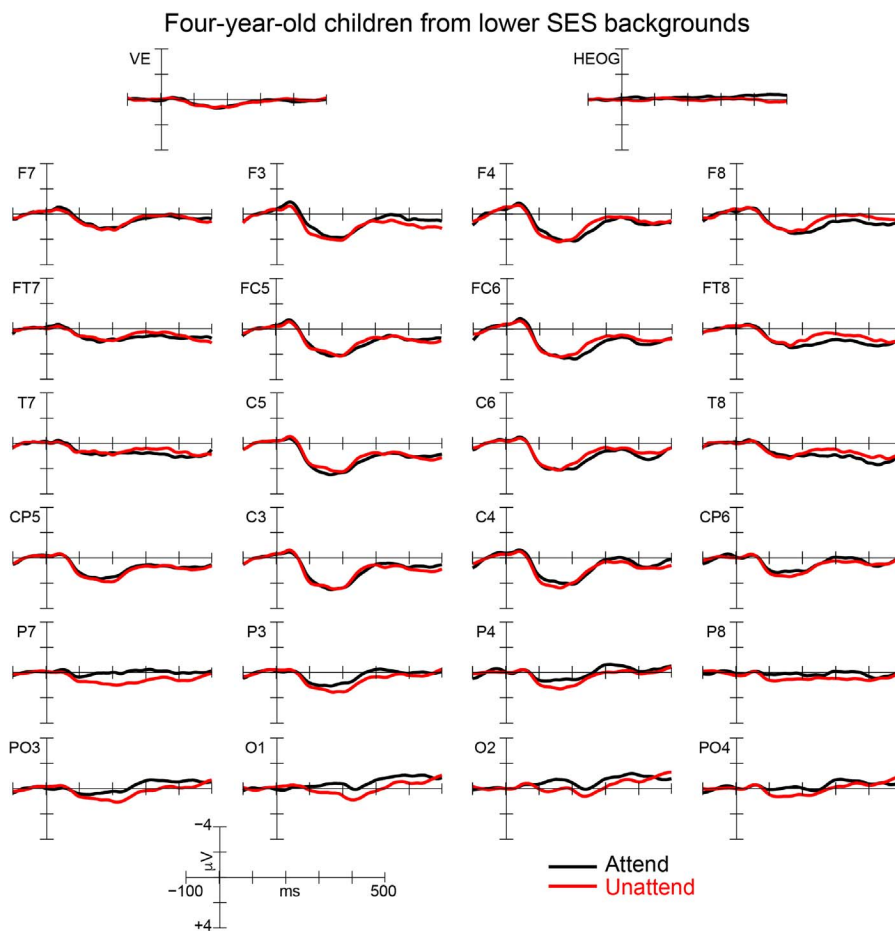 Four-year-old children from lower SES backgrounds
VE HEOG
F7 F3 F4 F8
FT7 FC5 FC6 FT8
T7 C5 C6 T8
CP5 C3 C4 CP6
P7 P3 P4 P8
PO3 O1 O2 PO4
−4
μV
−100 ms 500
+4
Attend
Unattend